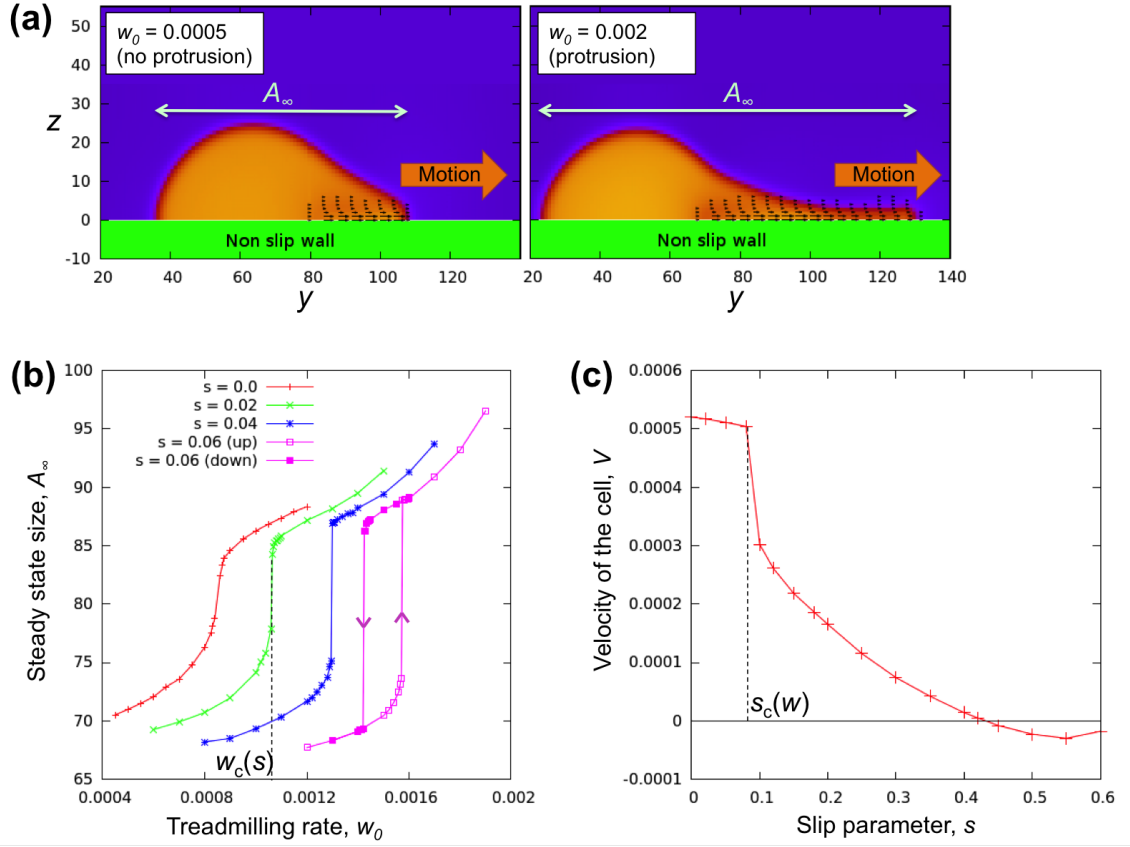 (a)
w₀ = 0.0005
(no protrusion)
w₀ = 0.002
(protrusion)
A∞
A∞
z
50
40
30
20
10
0
-10
Motion
Motion
Non slip wall
Non slip wall
20 40 60 80 100 120
20 40 60 80 100 120 140
y
y
(b)
Steady state size, A∞
100
95
90
85
80
75
70
65
s = 0.0
s = 0.02
s = 0.04
s = 0.06 (up)
s = 0.06 (down)
w_c(s)
0.0004 0.0008 0.0012 0.0016 0.002
Treadmilling rate, w₀
(c)
Velocity of the cell, V
0.0006
0.0005
0.0004
0.0003
0.0002
0.0001
0
-0.0001
s_c(w)
0 0.1 0.2 0.3 0.4 0.5 0.6
Slip parameter, s